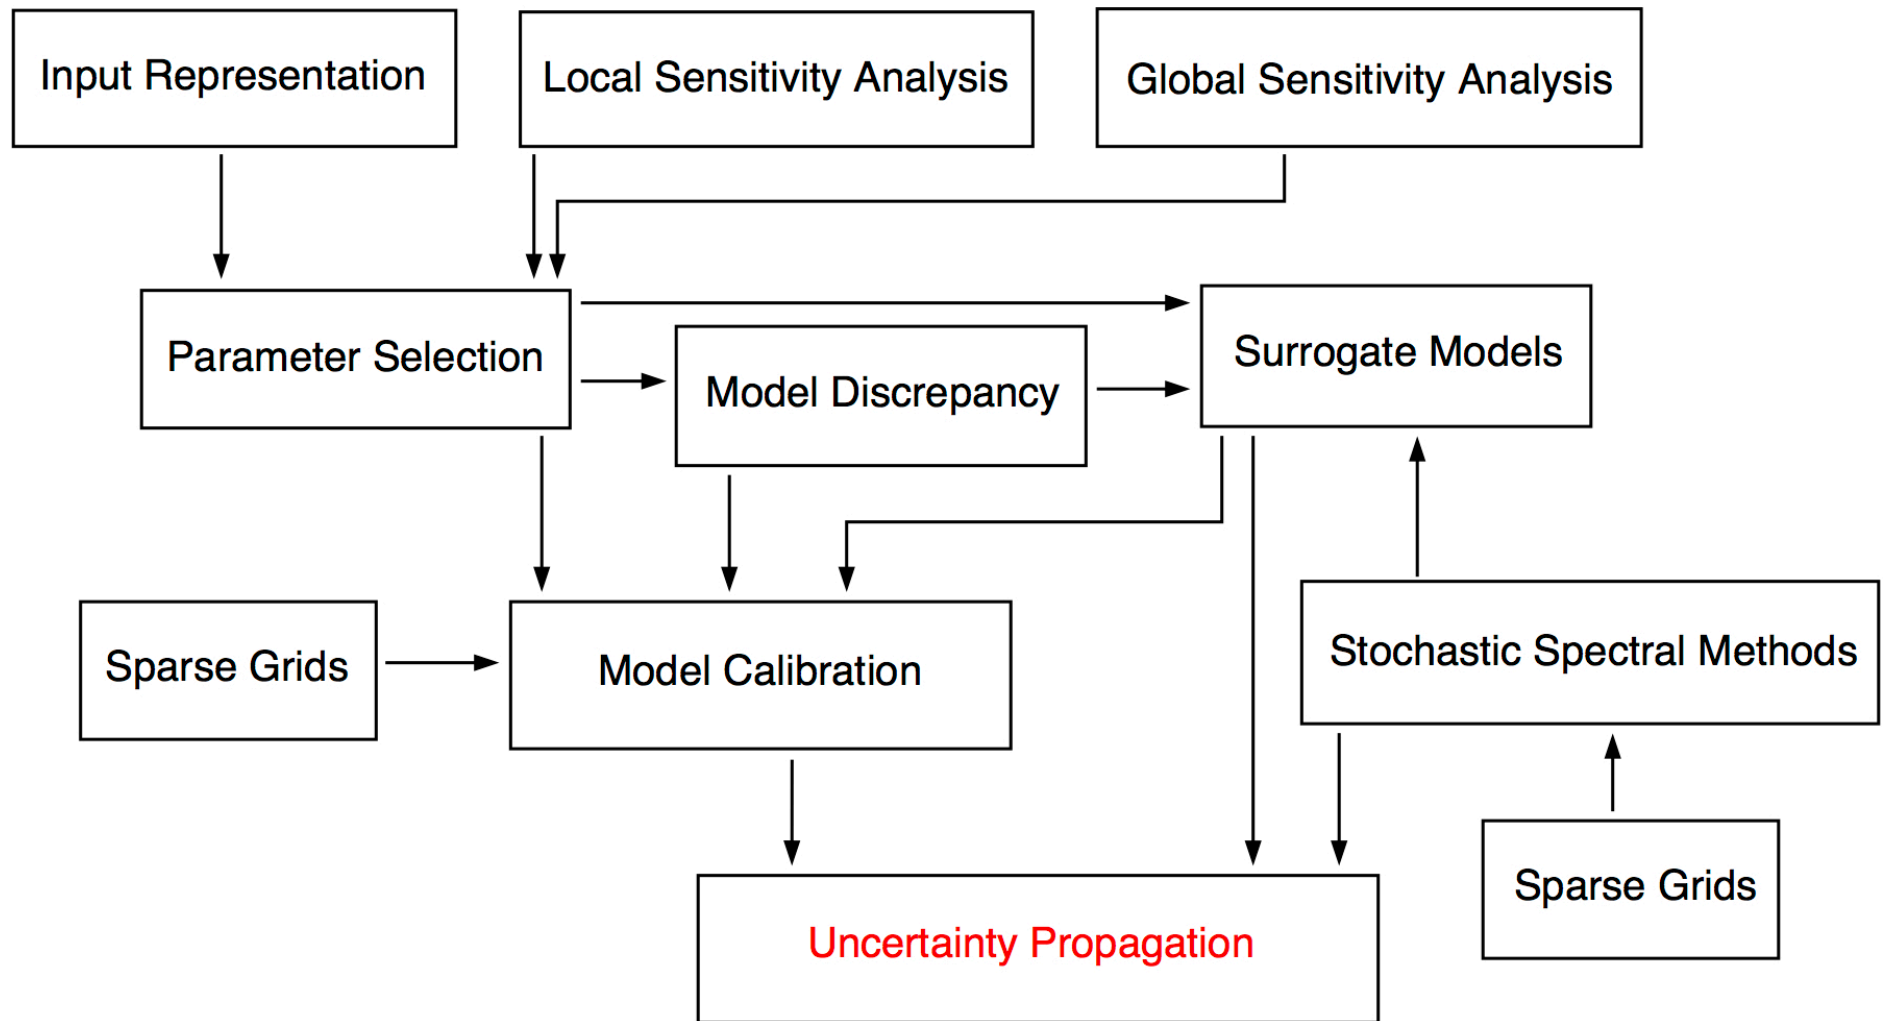 Input Representation
Local Sensitivity Analysis
Global Sensitivity Analysis
Parameter Selection
Model Discrepancy
Surrogate Models
Sparse Grids
Model Calibration
Stochastic Spectral Methods
Sparse Grids
Uncertainty Propagation